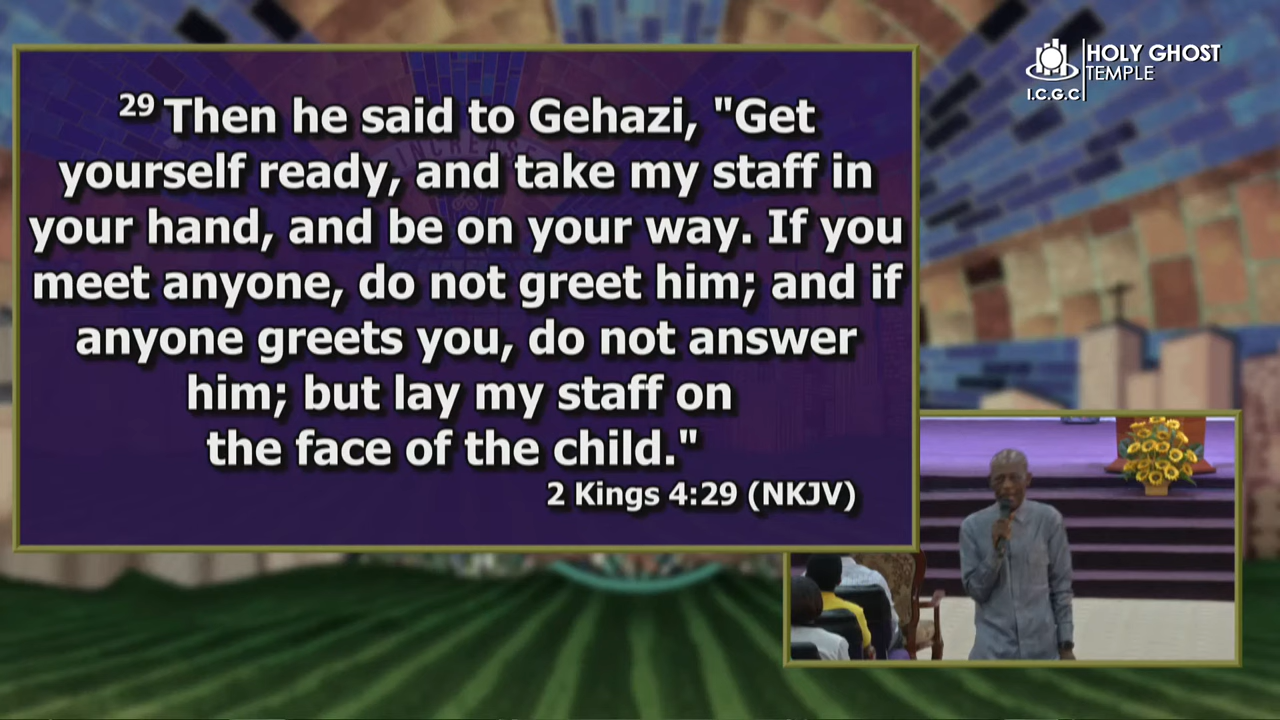 29 Then he said to Gehazi, "Get
yourself ready, and take my staff in
your hand, and be on your way. If you
meet anyone, do not greet him; and if
anyone greets you, do not answer
him; but lay my staff on
the face of the child."
2 Kings 4:29 (NKJV)
HOLY GHOST
TEMPLE
I.C.G.C